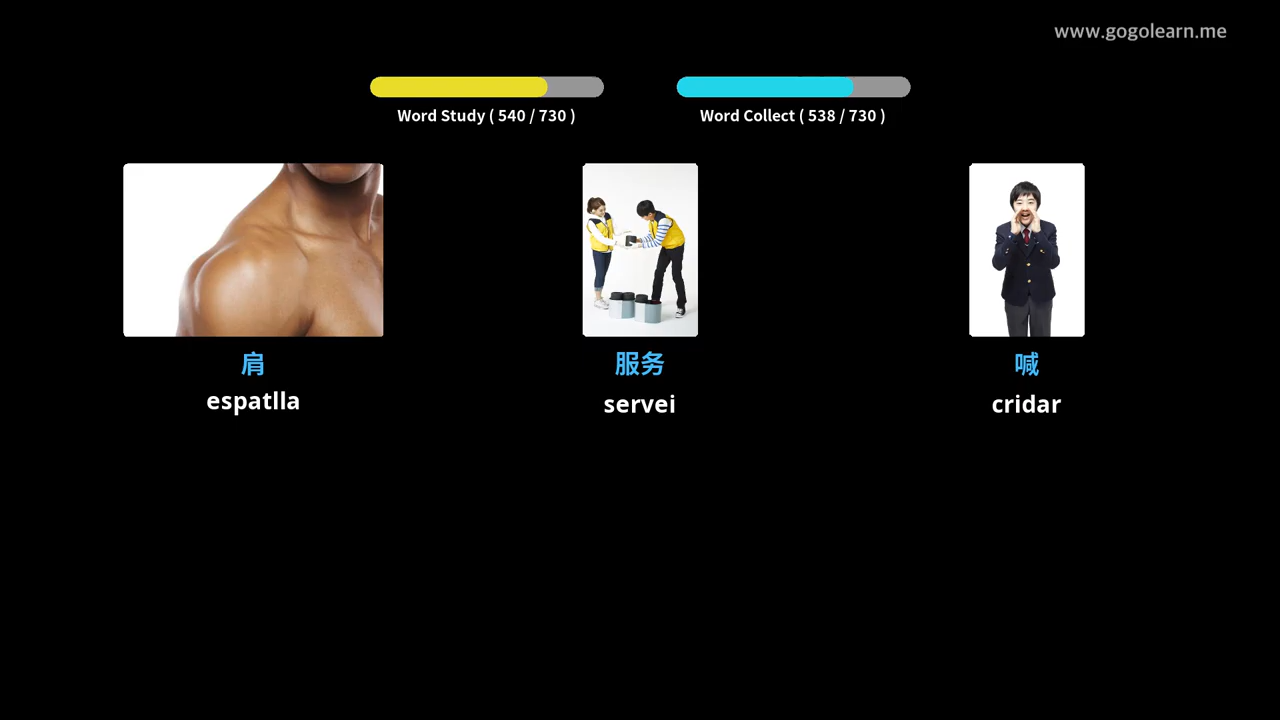 www.gogolearn.me
Word Study ( 540 / 730 )
Word Collect ( 538 / 730 )
肩
espatlla
服务
servei
喊
cridar